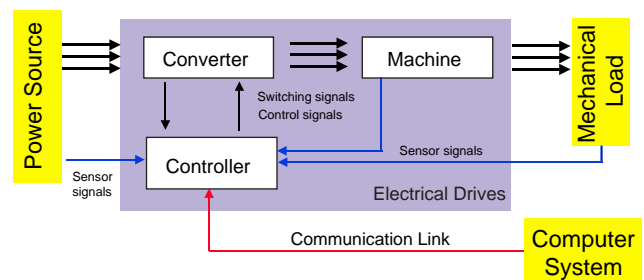 Power Source
Converter
Machine
Mechanical
Load
Switching signals
Control signals
Controller
Sensor signals
Sensor
signals
Electrical Drives
Communication Link
Computer
System